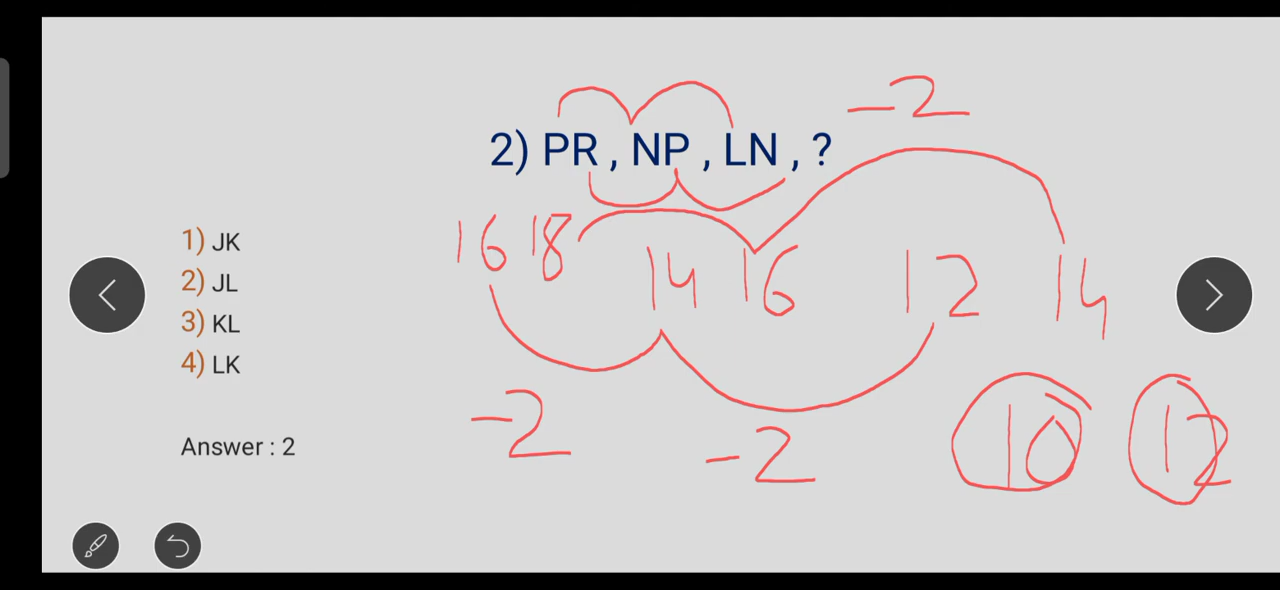 -2
2) PR , NP , LN , ?
16 18 14 16 12 14
1) JK
2) JL
3) KL
4) LK
-2 -2 10 12
Answer : 2